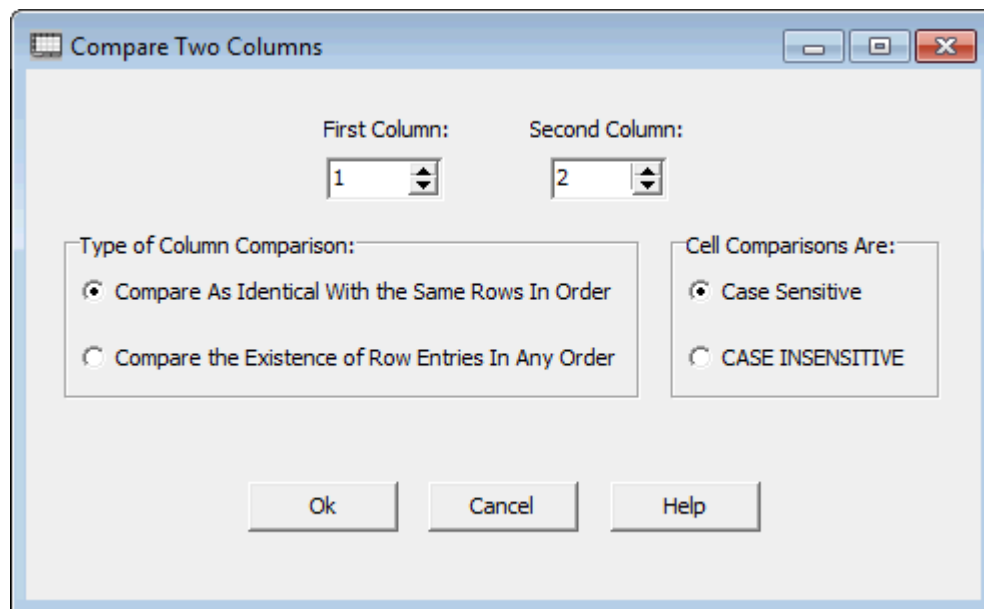 Compare Two Columns
First Column: Second Column:
1 2
Type of Column Comparison: Cell Comparisons Are:
Compare As Identical With the Same Rows In Order Case Sensitive
Compare the Existence of Row Entries In Any Order CASE INSENSITIVE
Ok Cancel Help